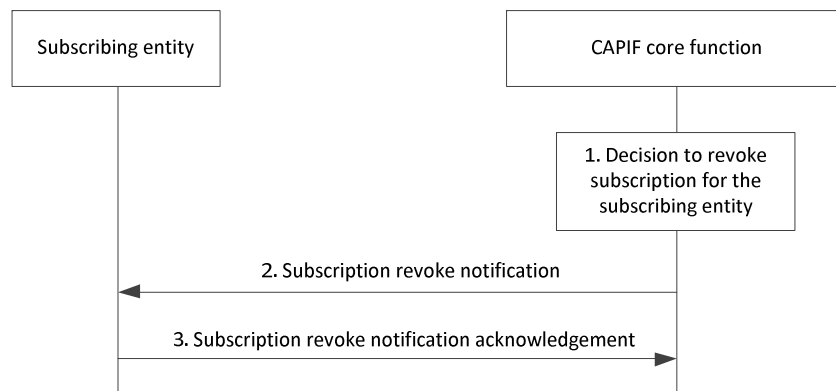 Subscribing entity
CAPIF core function
1. Decision to revoke
subscription for the
subscribing entity
2. Subscription revoke notification
3. Subscription revoke notification acknowledgement